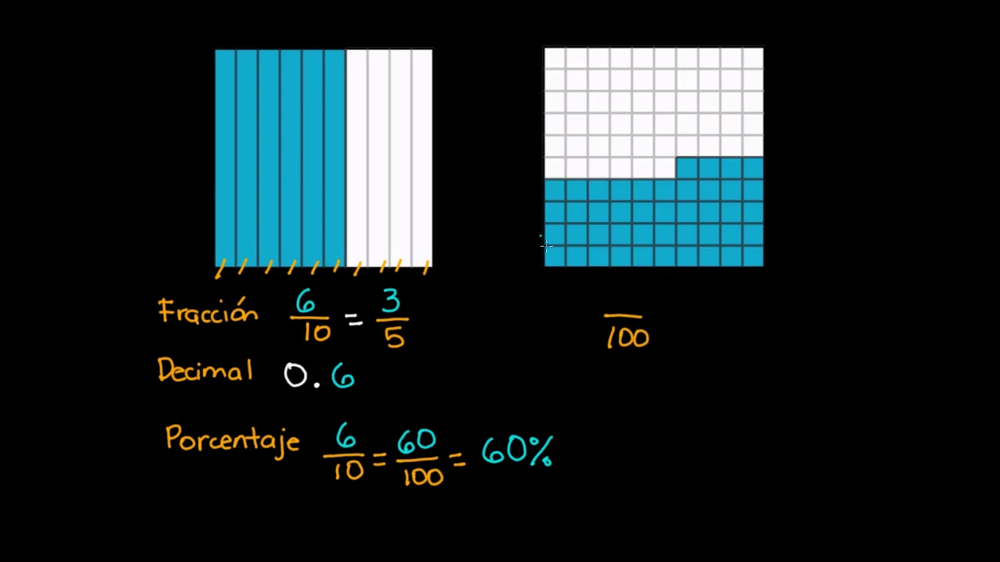 Fracción 6/10 = 3/5
/100
Decimal 0.6
Porcentaje 6/10 = 60/100 = 60%